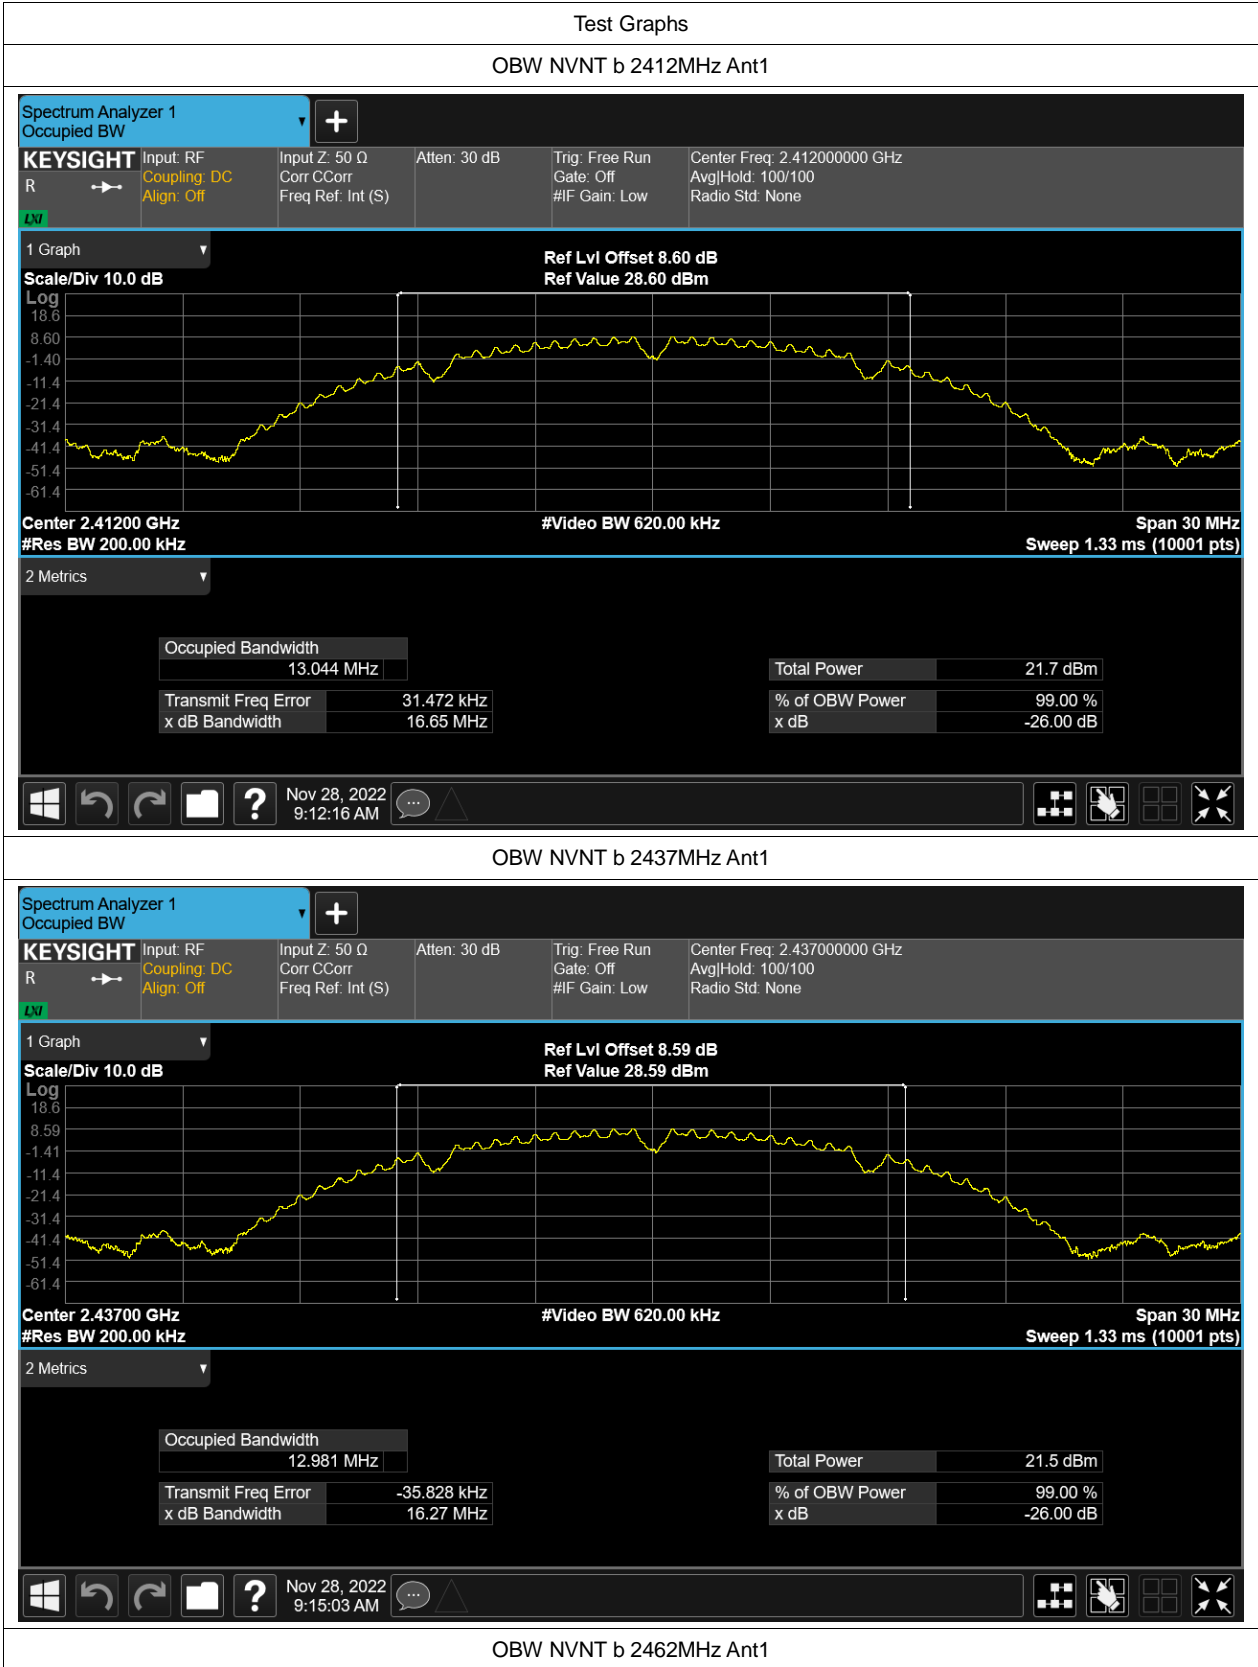 Test Graphs
OBW NVNT b 2412MHz Ant1
Spectrum Analyzer 1
Occupied BW
KEYSIGHT Input: RF Input Z: 50 Ω Atten: 30 dB Trig: Free Run Center Freq: 2.412000000 GHz
R Coupling: DC Corr CCorr Gate: Off Avg|Hold: 100/100
Align: Off Freq Ref: Int (S) #IF Gain: Low Radio Std: None
LXI
1 Graph
Ref Lvl Offset 8.60 dB
Scale/Div 10.0 dB Ref Value 28.60 dBm
Log
18.6
8.60
-1.40
-11.4
-21.4
-31.4
-41.4
-51.4
-61.4
Center 2.41200 GHz #Video BW 620.00 kHz Span 30 MHz
#Res BW 200.00 kHz Sweep 1.33 ms (10001 pts)
2 Metrics
Occupied Bandwidth
13.044 MHz Total Power 21.7 dBm
Transmit Freq Error 31.472 kHz % of OBW Power 99.00 %
x dB Bandwidth 16.65 MHz x dB -26.00 dB
Nov 28, 2022
9:12:16 AM
OBW NVNT b 2437MHz Ant1
Spectrum Analyzer 1
Occupied BW
KEYSIGHT Input: RF Input Z: 50 Ω Atten: 30 dB Trig: Free Run Center Freq: 2.437000000 GHz
R Coupling: DC Corr CCorr Gate: Off Avg|Hold: 100/100
Align: Off Freq Ref: Int (S) #IF Gain: Low Radio Std: None
LXI
1 Graph
Ref Lvl Offset 8.59 dB
Scale/Div 10.0 dB Ref Value 28.59 dBm
Log
18.6
8.59
-1.41
-11.4
-21.4
-31.4
-41.4
-51.4
-61.4
Center 2.43700 GHz #Video BW 620.00 kHz Span 30 MHz
#Res BW 200.00 kHz Sweep 1.33 ms (10001 pts)
2 Metrics
Occupied Bandwidth
12.981 MHz Total Power 21.5 dBm
Transmit Freq Error -35.828 kHz % of OBW Power 99.00 %
x dB Bandwidth 16.27 MHz x dB -26.00 dB
Nov 28, 2022
9:15:03 AM
OBW NVNT b 2462MHz Ant1